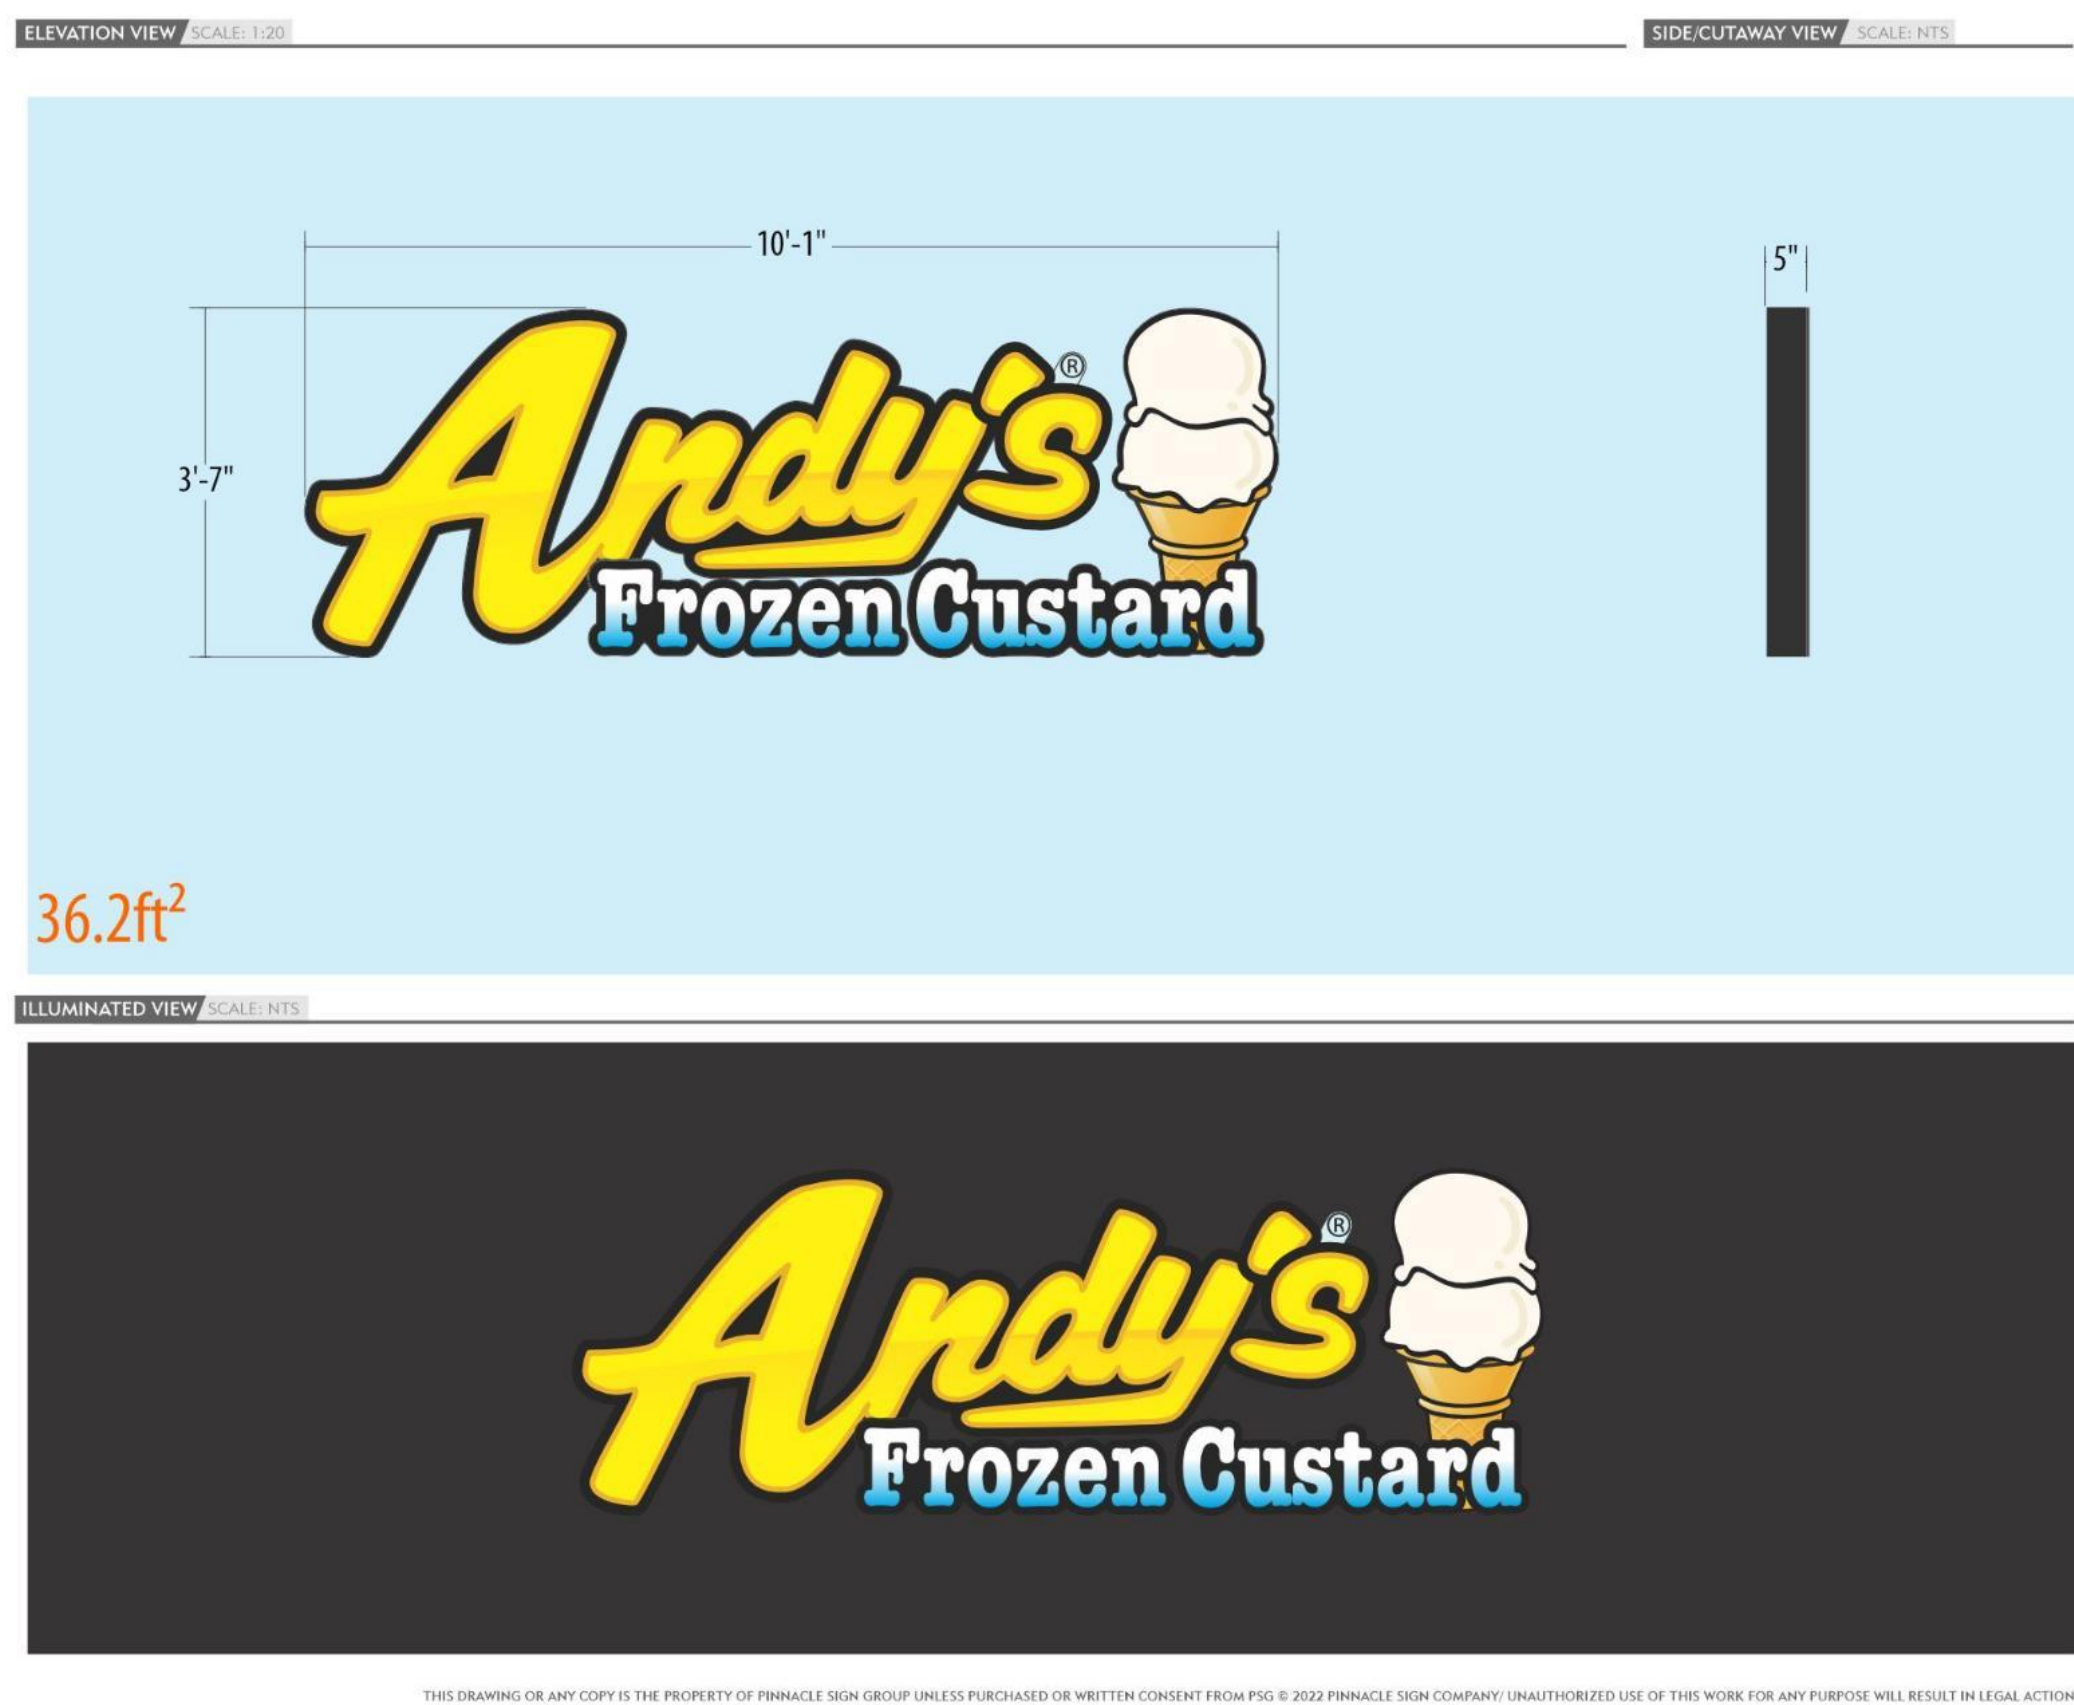 ELEVATION VIEW SCALE: 1:20
SIDE/CUTAWAY VIEW SCALE: NTS
10'-1"
5"
3'-7"
Andy's®
Frozen Custard
36.2ft²
ILLUMINATED VIEW SCALE: NTS
Andy's®
Frozen Custard
THIS DRAWING OR ANY COPY IS THE PROPERTY OF PINNACLE SIGN GROUP UNLESS PURCHASED OR WRITTEN CONSENT FROM PSG © 2022 PINNACLE SIGN COMPANY/ UNAUTHORIZED USE OF THIS WORK FOR ANY PURPOSE WILL RESULT IN LEGAL ACTION